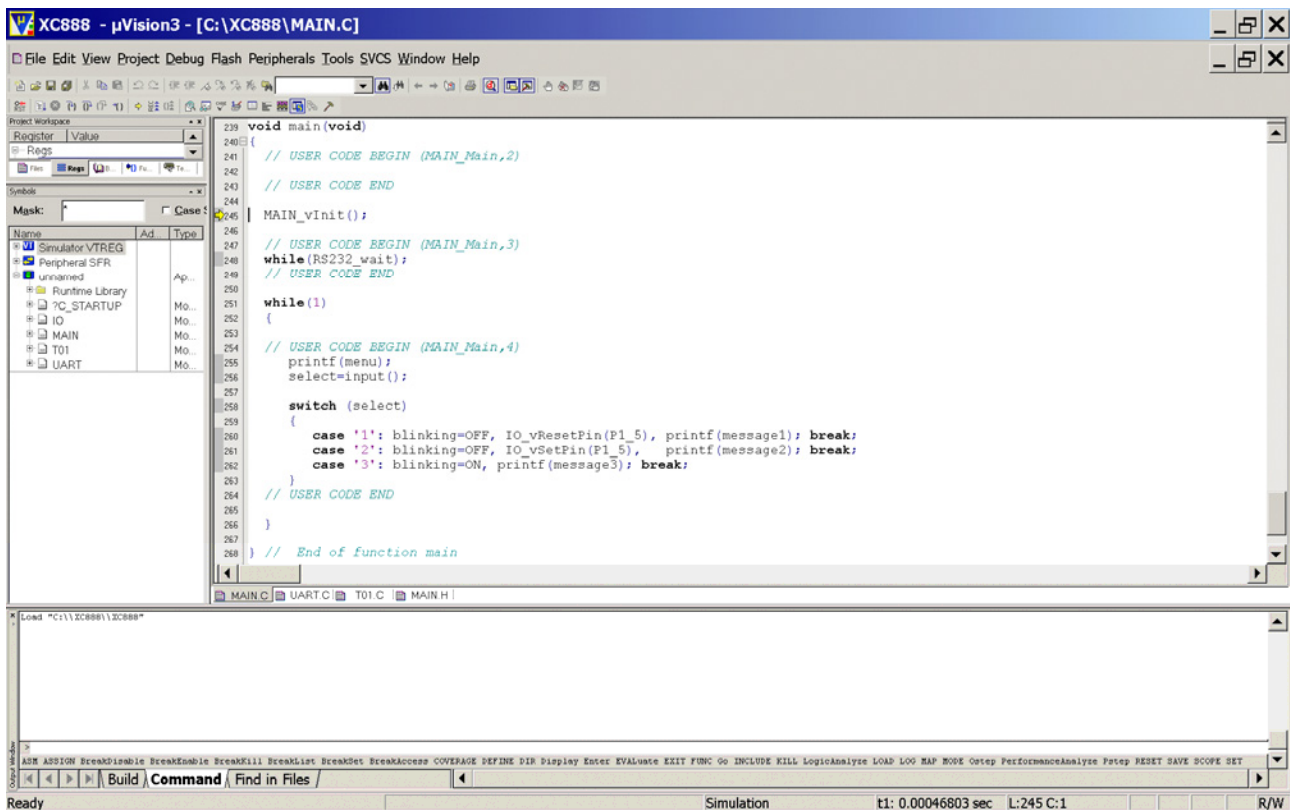 XC888 - µVision3 - [C:\XC888\MAIN.C]
File Edit View Project Debug Flash Peripherals Tools SVCS Window Help
Project Workspace
Register Value
Regs
Files Regs Fu... Te...
Symbols
Mask: * Case
Name Ad... Type
Simulator VTREG
Peripheral SFR
unnamed Ap...
Runtime Library
?C_STARTUP Mo...
IO Mo...
MAIN Mo...
T01 Mo...
UART Mo...
239 void main(void)
240 {
241 // USER CODE BEGIN (MAIN_Main,2)
242
243 // USER CODE END
244
245 MAIN_vInit();
246
247 // USER CODE BEGIN (MAIN_Main,3)
248 while(RS232_wait);
249 // USER CODE END
250
251 while(1)
252 {
253
254 // USER CODE BEGIN (MAIN_Main,4)
255 printf(menu);
256 select=input();
257
258 switch (select)
259 {
260 case '1': blinking=OFF, IO_vResetPin(P1_5), printf(message1); break;
261 case '2': blinking=OFF, IO_vSetPin(P1_5), printf(message2); break;
262 case '3': blinking=ON, printf(message3); break;
263 }
264 // USER CODE END
265
266 }
267
268 } // End of function main
MAIN.C UART.C T01.C MAIN.H
Load "C:\\XC888\\XC888"
>
ASM ASSIGN BreakDisable BreakEnable BreakKill BreakList BreakSet BreakAccess COVERAGE DEFINE DIR Display Enter EVALuate EXIT FUNC Go INCLUDE KILL LogicAnalyze LOAD LOG MAP MODE Ostep PerformanceAnalyze Pstep RESET SAVE SCOPE SET
Output Window
Build Command Find in Files
Ready Simulation t1: 0.00046803 sec L:245 C:1 R/W